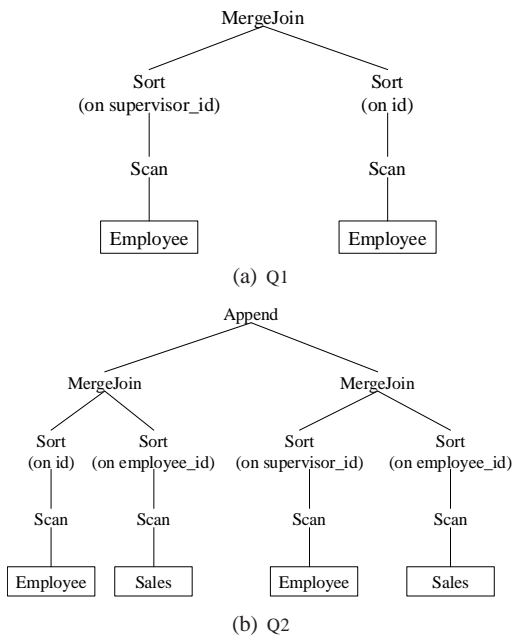 MergeJoin
Sort Sort
(on supervisor_id) (on id)
Scan Scan
Employee Employee
(a) Q1
Append
MergeJoin MergeJoin
Sort Sort Sort Sort
(on id) (on employee_id) (on supervisor_id) (on employee_id)
Scan Scan Scan Scan
Employee Sales Employee Sales
(b) Q2